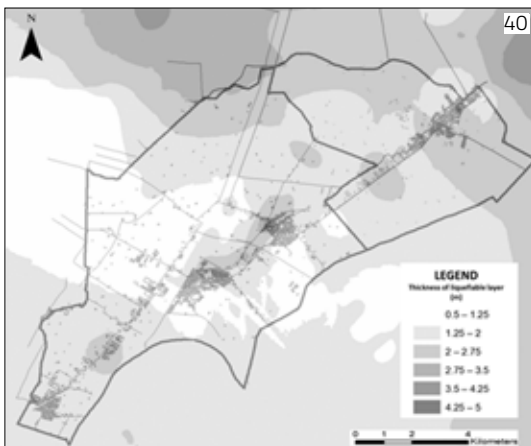 40
N
LEGEND
Thickness of liquefiable layer
(m)
0.5 – 1.25
1.25 – 2
2 – 2.75
2.75 – 3.5
3.5 – 4.25
4.25 – 5
0 1 2 4
Kilometers